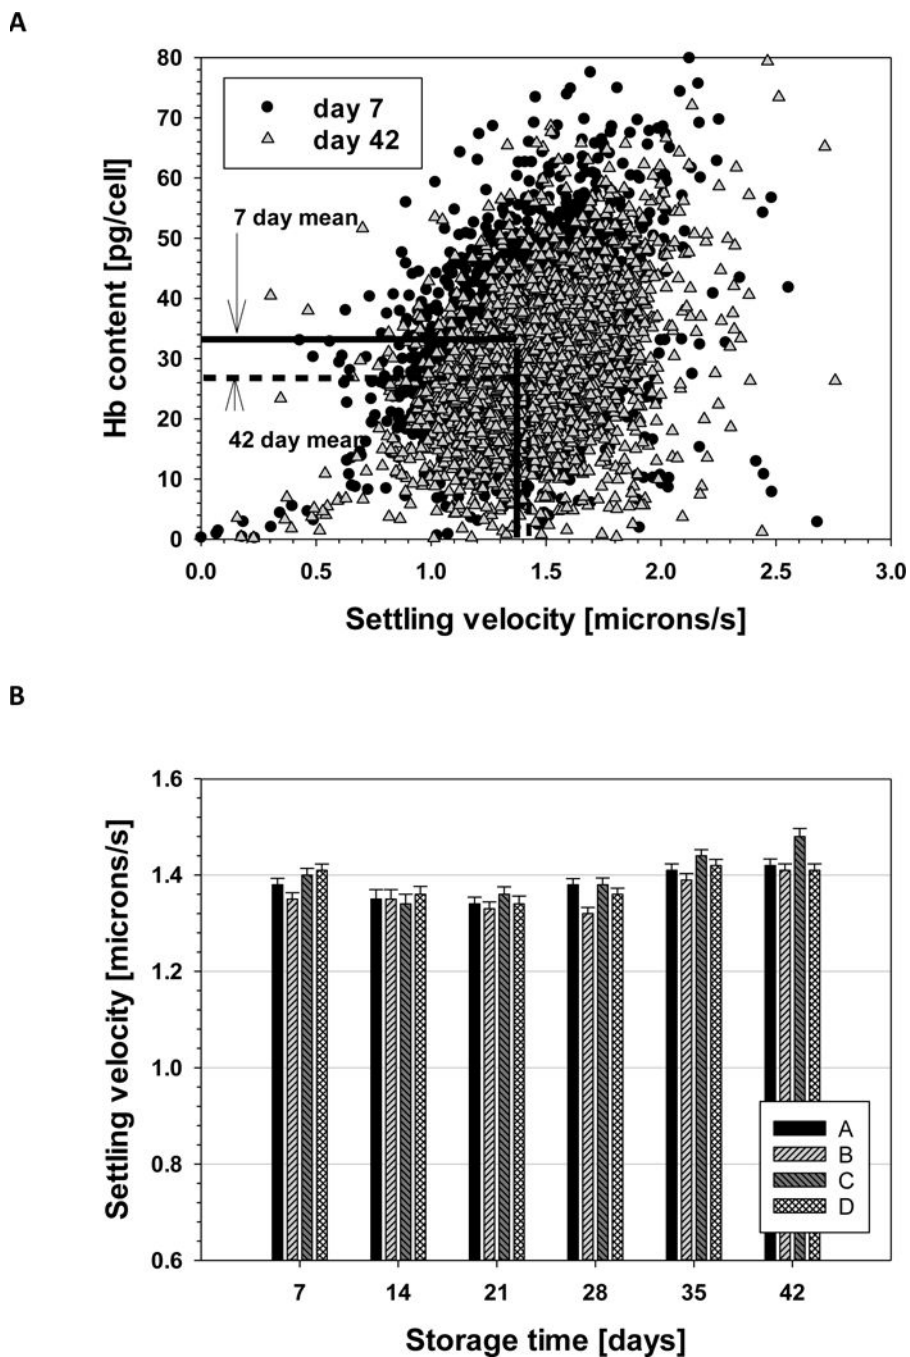 A
80
70
60
50
40
30
20
10
0
Hb content [pg/cell]
day 7
day 42
7 day mean
42 day mean
0.0 0.5 1.0 1.5 2.0 2.5 3.0
Settling velocity [microns/s]
B
1.6
1.4
1.2
1.0
0.8
0.6
Settling velocity [microns/s]
A
B
C
D
7 14 21 28 35 42
Storage time [days]